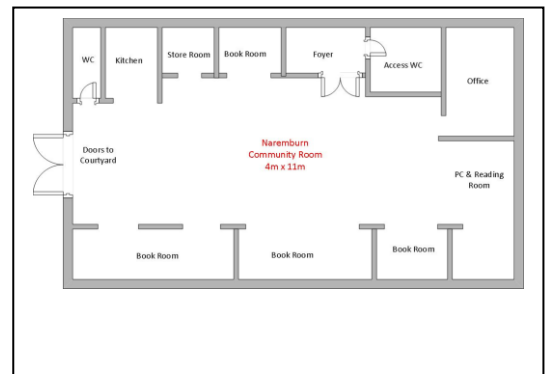 WC
Kitchen
Store Room
Book Room
Foyer
Access WC
Office
Doors to
Courtyard
Naremburn
Community Room
4m x 11m
PC & Reading
Room
Book Room
Book Room
Book Room